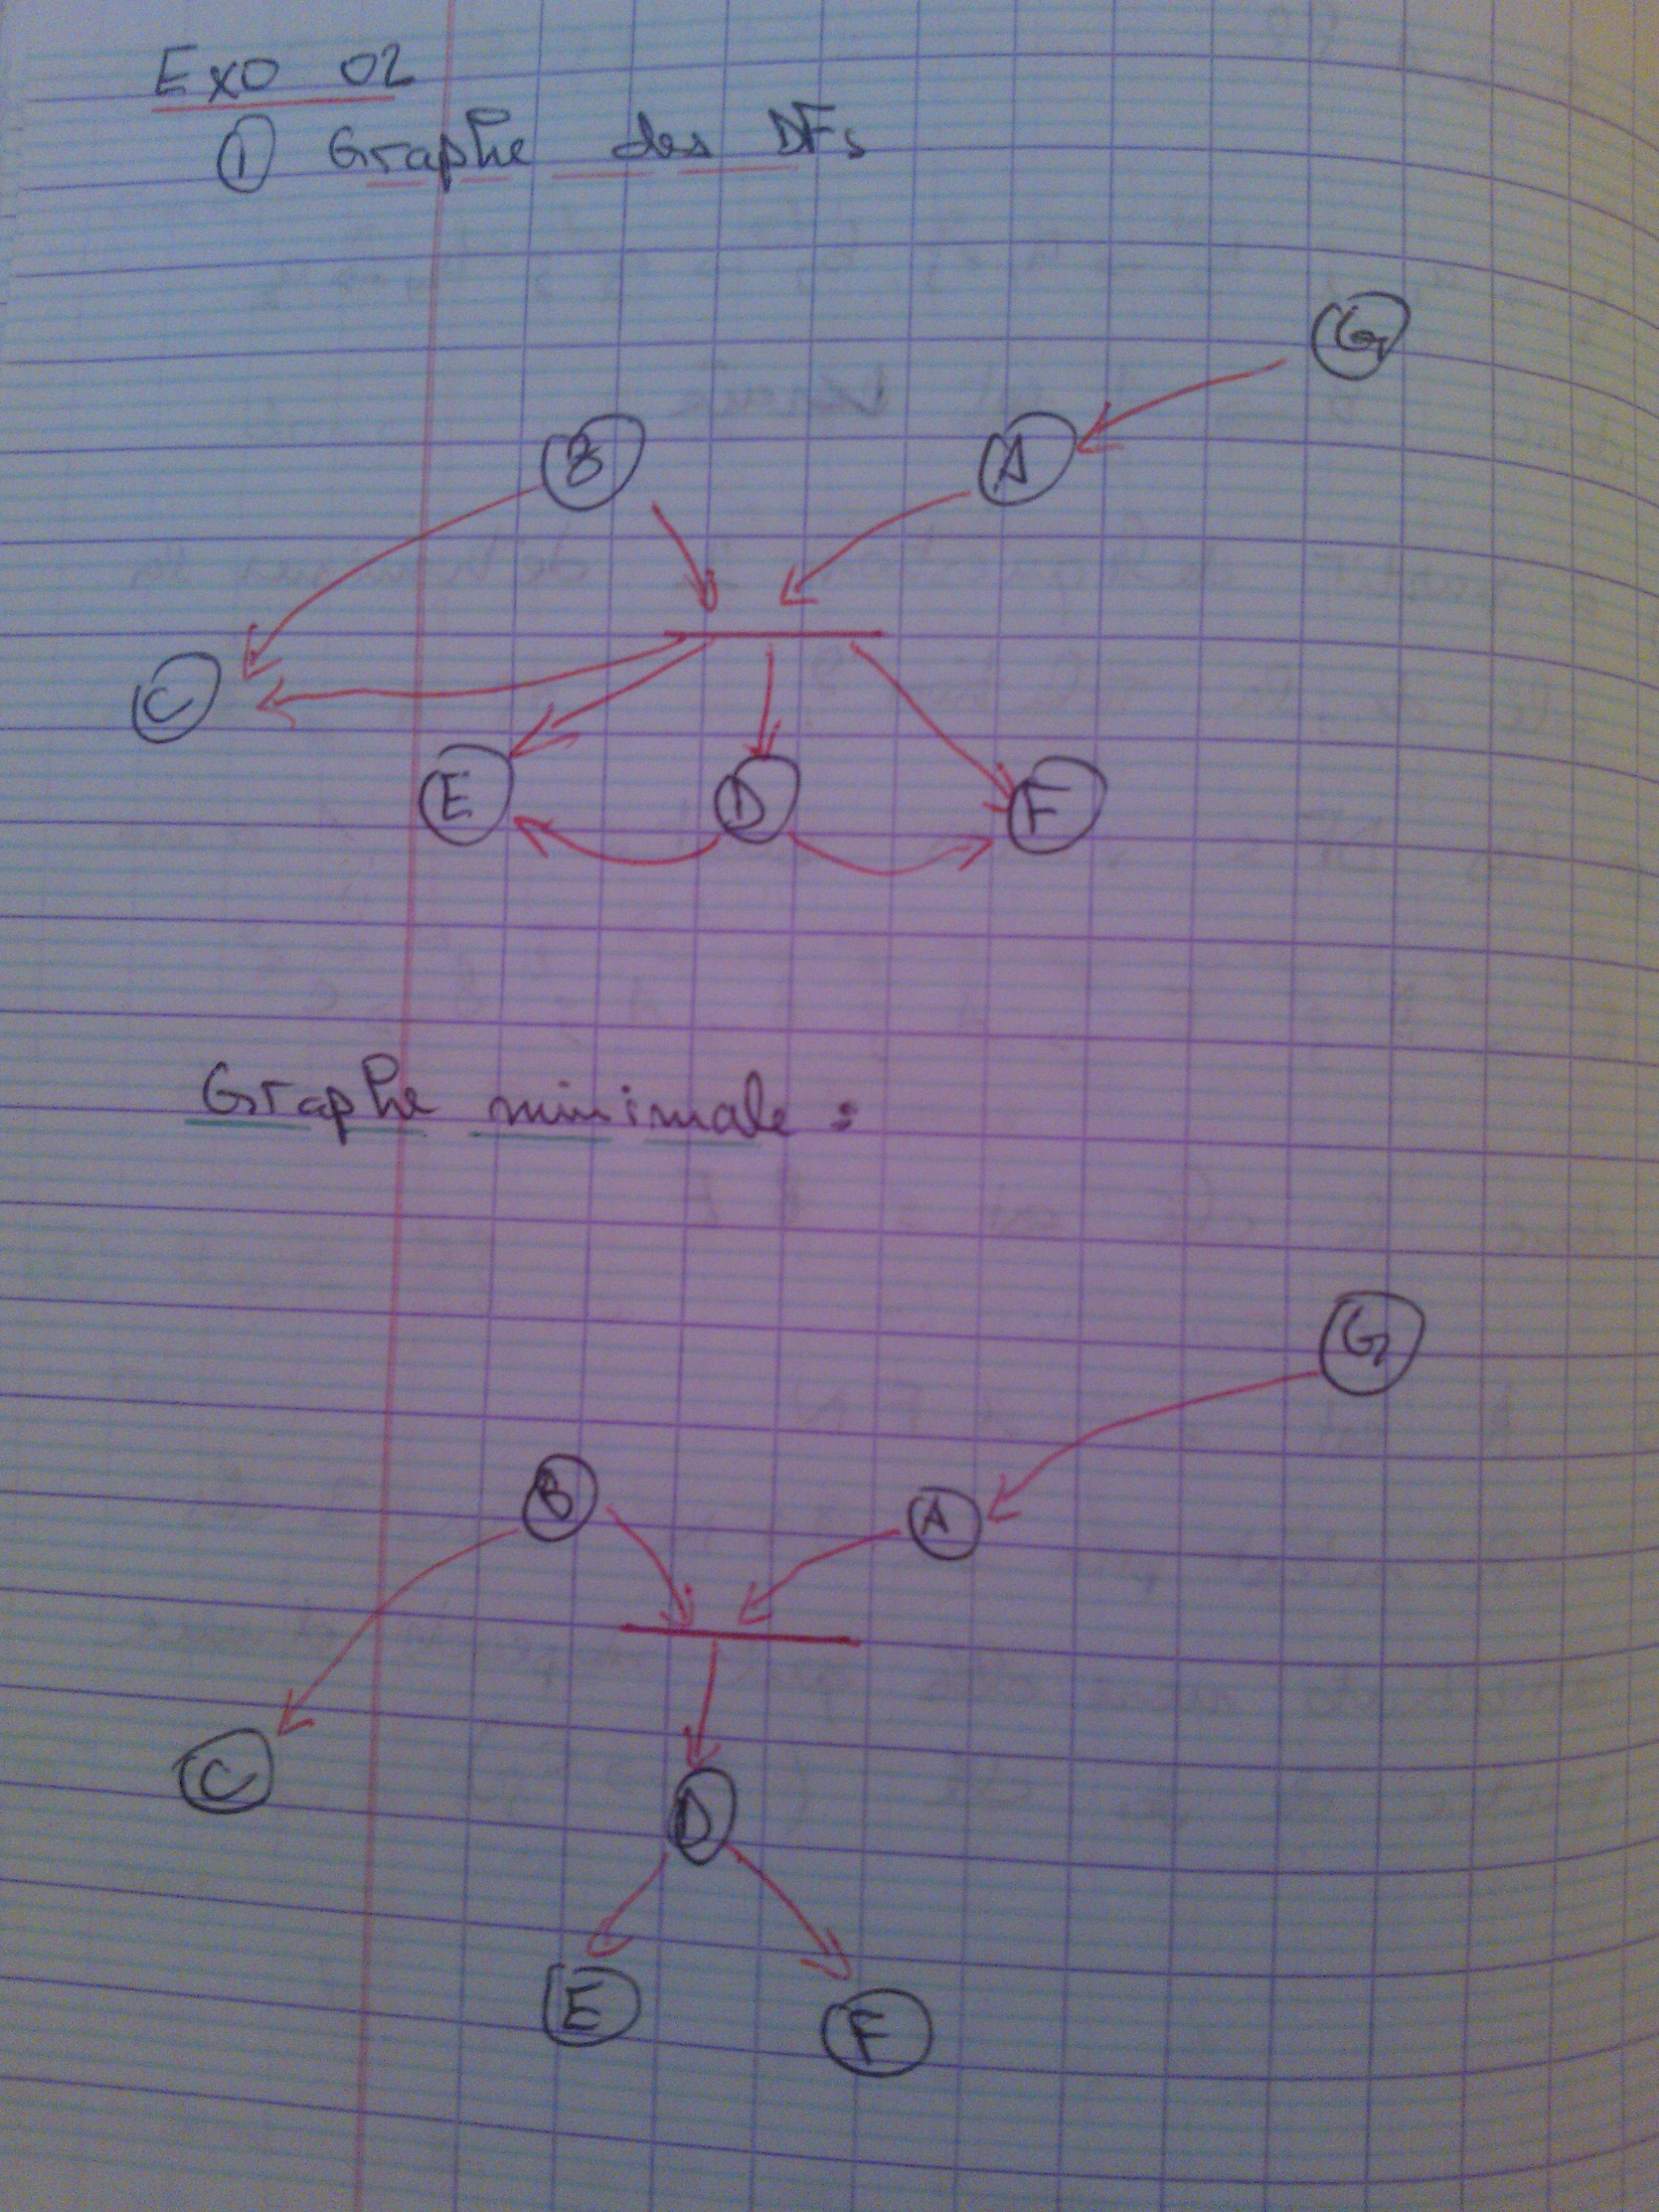 Exo 02
① Graphe des DFs
G
B A
C
E D F
Graphe minimale :
G
B A
C
D
E F